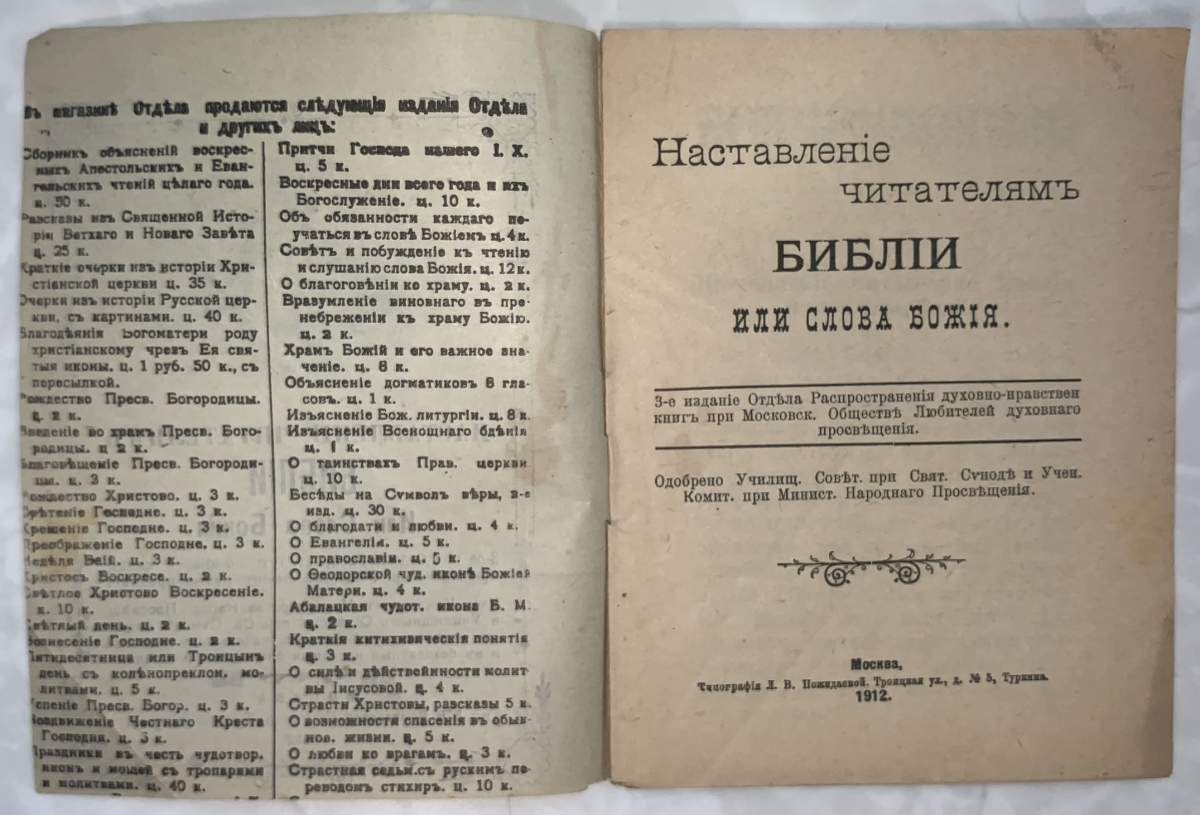 Въ магазинѣ Отдѣла продаются слѣдующія изданія Отдѣла
и другихъ лицъ:
Сборникъ объясненій воскрес-
ныхъ Апостольскихъ и Еван-
гельскихъ чтеній цѣлаго года.
ц. 50 к.
Разсказы изъ Священной Исто-
ріи Ветхаго и Новаго Завѣта
ц. 25 к.
Краткіе очерки изъ исторіи Хри-
стіанской церкви ц. 35 к.
Очерки изъ исторіи Русской цер-
кви, съ картинами. ц. 40 к.
Благодѣянія Богоматери роду
христіанскому чрезъ Ея свя-
тыя иконы. ц. 1 руб. 50 к., съ
пересылкой.
Рождество Пресв. Богородицы.
ц. 2 к.
Введеніе во храмъ Пресв. Бого-
родицы. ц 2 к.
Благовѣщеніе Пресв. Богороди-
цы. ц. 3 к.
Рождество Христово. ц. 3 к.
Срѣтеніе Господне. ц. 3 к.
Крещеніе Господне. ц. 3 к.
Преображеніе Господне. ц. 3 к.
Недѣля Ваій. ц. 3 к.
Христосъ Воскресе. ц. 2 к.
Свѣтлое Христово Воскресеніе.
ц. 10 к.
Свѣтлый день. ц. 2 к.
Вознесеніе Господне. ц. 2 к.
Пятидесятница или Троицынъ
день съ колѣнопреклон. мо-
литвами. ц. 5 к.
Успеніе Пресв. Богор. ц. 3 к.
Воздвиженіе Честнаго Креста
Господня. ц. 3 к.
Праздники въ честь чудотвор.
иконъ и мощей съ тропарями
и молитвами. ц. 40 к.
Притчи Господа нашего І. Х.
ц. 5 к.
Воскресные дни всего года и ихъ
Богослуженіе. ц. 10 к.
Объ обязанности каждаго пе-
учаться въ словѣ Божіемъ ц. 4 к.
Совѣтъ и побужденіе къ чтенію
и слушанію слова Божія. ц. 12 к.
О благоговѣніи ко храму. ц. 2 к.
Вразумленіе виновнаго въ пре-
небреженіи къ храму Божію.
ц. 2 к.
Храмъ Божій и его важное зна-
ченіе. ц. 8 к.
Объясненіе догматиковъ 8 гла-
совъ. ц. 1 к.
Изъясненіе Бож. литургіи. ц. 8 к.
Изъясненіе Всенощнаго бдѣнія
ц. 1 к.
О таинствахъ Прав. церкви
ц. 10 к.
Бесѣды на Сѵмволъ вѣры, 2-е
изд. ц. 30 к.
О благодати и любви. ц. 4 к.
О Евангеліи. ц. 5 к.
О православіи. ц. 5 к.
О Ѳеодорской чуд. иконѣ Божіей
Матери. ц. 4 к.
Абалацкая чудот. икона Б. М.
ц. 2 к.
Краткія китихизическія понятія
ц. 3 к.
О силѣ и дѣйствейнности молит-
вы Іисусовой. ц. 4 к.
Страсти Христовы, разсказы 5 к.
О возможности спасенія въ обык-
нов. жизни. ц. 5 к.
О любви ко врагамъ. ц. 3 к.
Страстная седьм. съ рускимъ пе-
реводомъ стихир. ц. 10 к.
Наставленіе
читателямъ
БИБЛІИ
ИЛИ СЛОВА БОЖІЯ.
3-е изданіе Отдѣла Распространенія духовно-нравствен
книгъ при Московск. Обществѣ Любителей духовнаго
просвѣщенія.
Одобрено Училищ. Совѣт. при Свят. Сѵнодѣ и Учен.
Комит. при Минист. Народнаго Просвѣщенія.
Москва,
Типографія Л. В. Пожидаевой. Троицкая ул., д. № 5, Туркина.
1912.